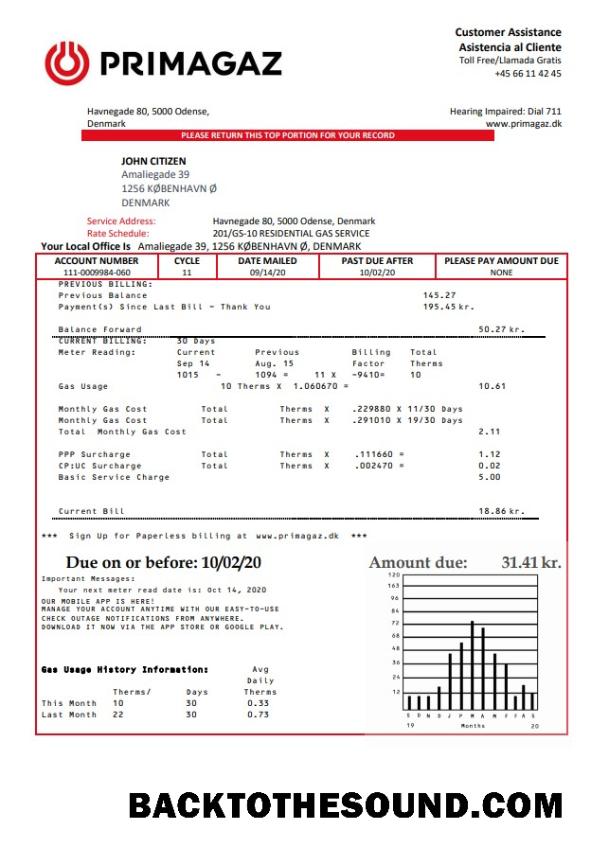 Customer Assistance
Asistencia al Cliente
Toll Free/Llamada Gratis
+45 66 11 42 45
PRIMAGAZ
Havnegade 80, 5000 Odense,
Denmark
Hearing Impaired: Dial 711
www.primagaz.dk
PLEASE RETURN THIS TOP PORTION FOR YOUR RECORD
JOHN CITIZEN
Amaliegade 39
1256 KØBENHAVN Ø
DENMARK
Service Address: Havnegade 80, 5000 Odense, Denmark
Rate Schedule: 201/GS-10 RESIDENTIAL GAS SERVICE
Your Local Office Is Amaliegade 39, 1256 KØBENHAVN Ø, DENMARK
ACCOUNT NUMBER CYCLE DATE MAILED PAST DUE AFTER PLEASE PAY AMOUNT DUE
111-0009984-060 11 09/14/20 10/02/20 NONE
PREVIOUS BILLING:
Previous Balance 145.27
Payment(s) Since Last Bill - Thank You 195.45 kr.
Balance Forward 50.27 kr.
CURRENT BILLING: 30 Days
Meter Reading: Current Previous Billing Total
Sep 14 Aug. 15 Factor Therms
1015 - 1094 = 11 X -9410= 10
Gas Usage 10 Therms X 1.060670 = 10.61
Monthly Gas Cost Total Therms X .229880 X 11/30 Days
Monthly Gas Cost Total Therms X .291010 X 19/30 Days
Total Monthly Gas Cost 2.11
PPP Surcharge Total Therms X .111660 = 1.12
CP:UC Surcharge Total Therms X .002470 = 0.02
Basic Service Charge 5.00
Current Bill 18.86 kr.
*** Sign Up for Paperless billing at www.primagaz.dk ***
Due on or before: 10/02/20 Amount due: 31.41 kr.
Important Messages:
Your next meter read date is: Oct 14, 2020
OUR MOBILE APP IS HERE!
MANAGE YOUR ACCOUNT ANYTIME WITH OUR EASY-TO-USE
CHECK OUTAGE NOTIFICATIONS FROM ANYWHERE.
DOWNLOAD IT NOW VIA THE APP STORE OR GOOGLE PLAY.
Gas Usage History Information: Avg
Daily
Therms/ Days Therms
This Month 10 30 0.33
Last Month 22 30 0.73
120
163
96
84
72
68
48
36
24
12
S D N D J F M A M J J A S
19 Months 20
BACKTOTHESOUND.COM